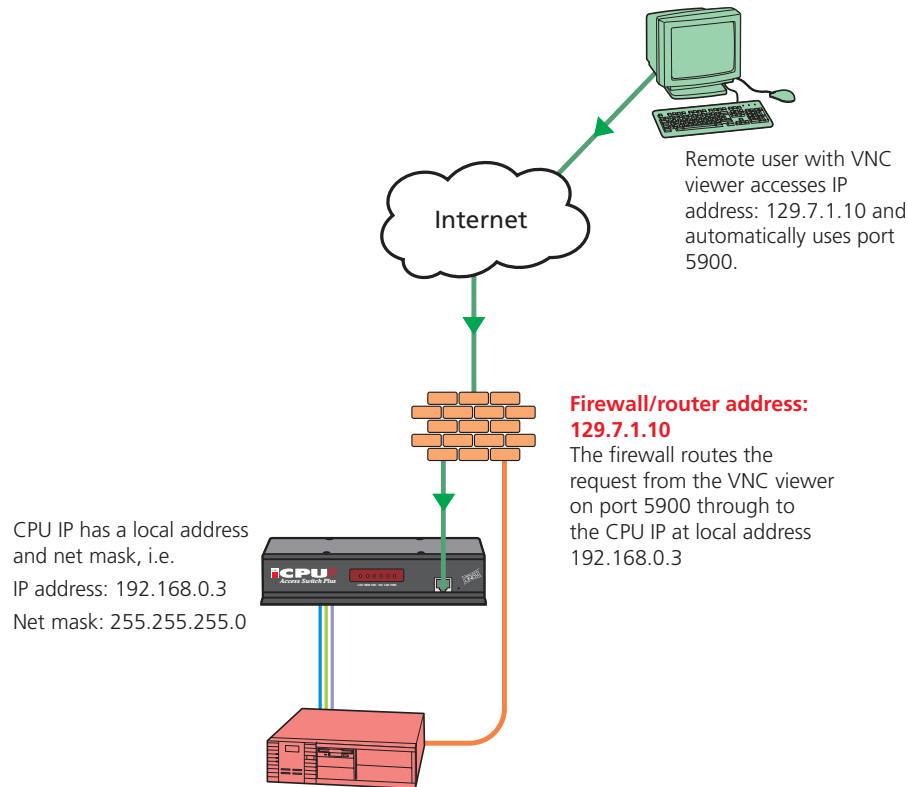 Remote user with VNC
viewer accesses IP
address: 129.7.1.10 and
automatically uses port
5900.
Internet
Firewall/router address:
129.7.1.10
The firewall routes the
request from the VNC viewer
on port 5900 through to
the CPU IP at local address
192.168.0.3
CPU IP has a local address
and net mask, i.e.
IP address: 192.168.0.3
Net mask: 255.255.255.0
CPU
Access Switch Plus